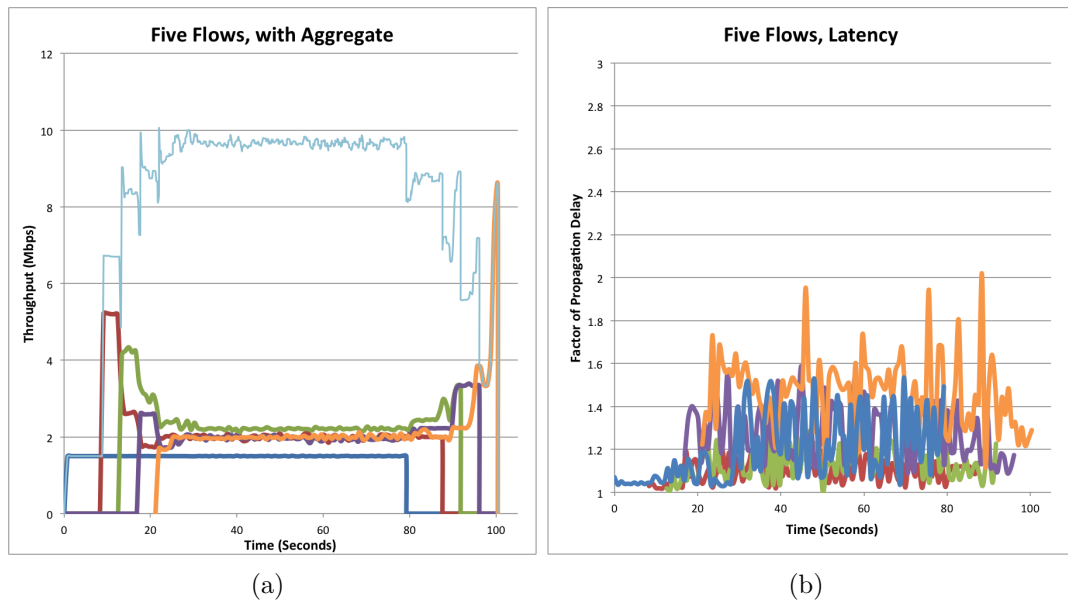 Five Flows, with Aggregate
12
10
8
6
4
2
0
Throughput (Mbps)
0 20 40 60 80 100
Time (Seconds)
(a)
Five Flows, Latency
3
2.8
2.6
2.4
2.2
2
1.8
1.6
1.4
1.2
1
Factor of Propagation Delay
0 20 40 60 80 100
Time (Seconds)
(b)